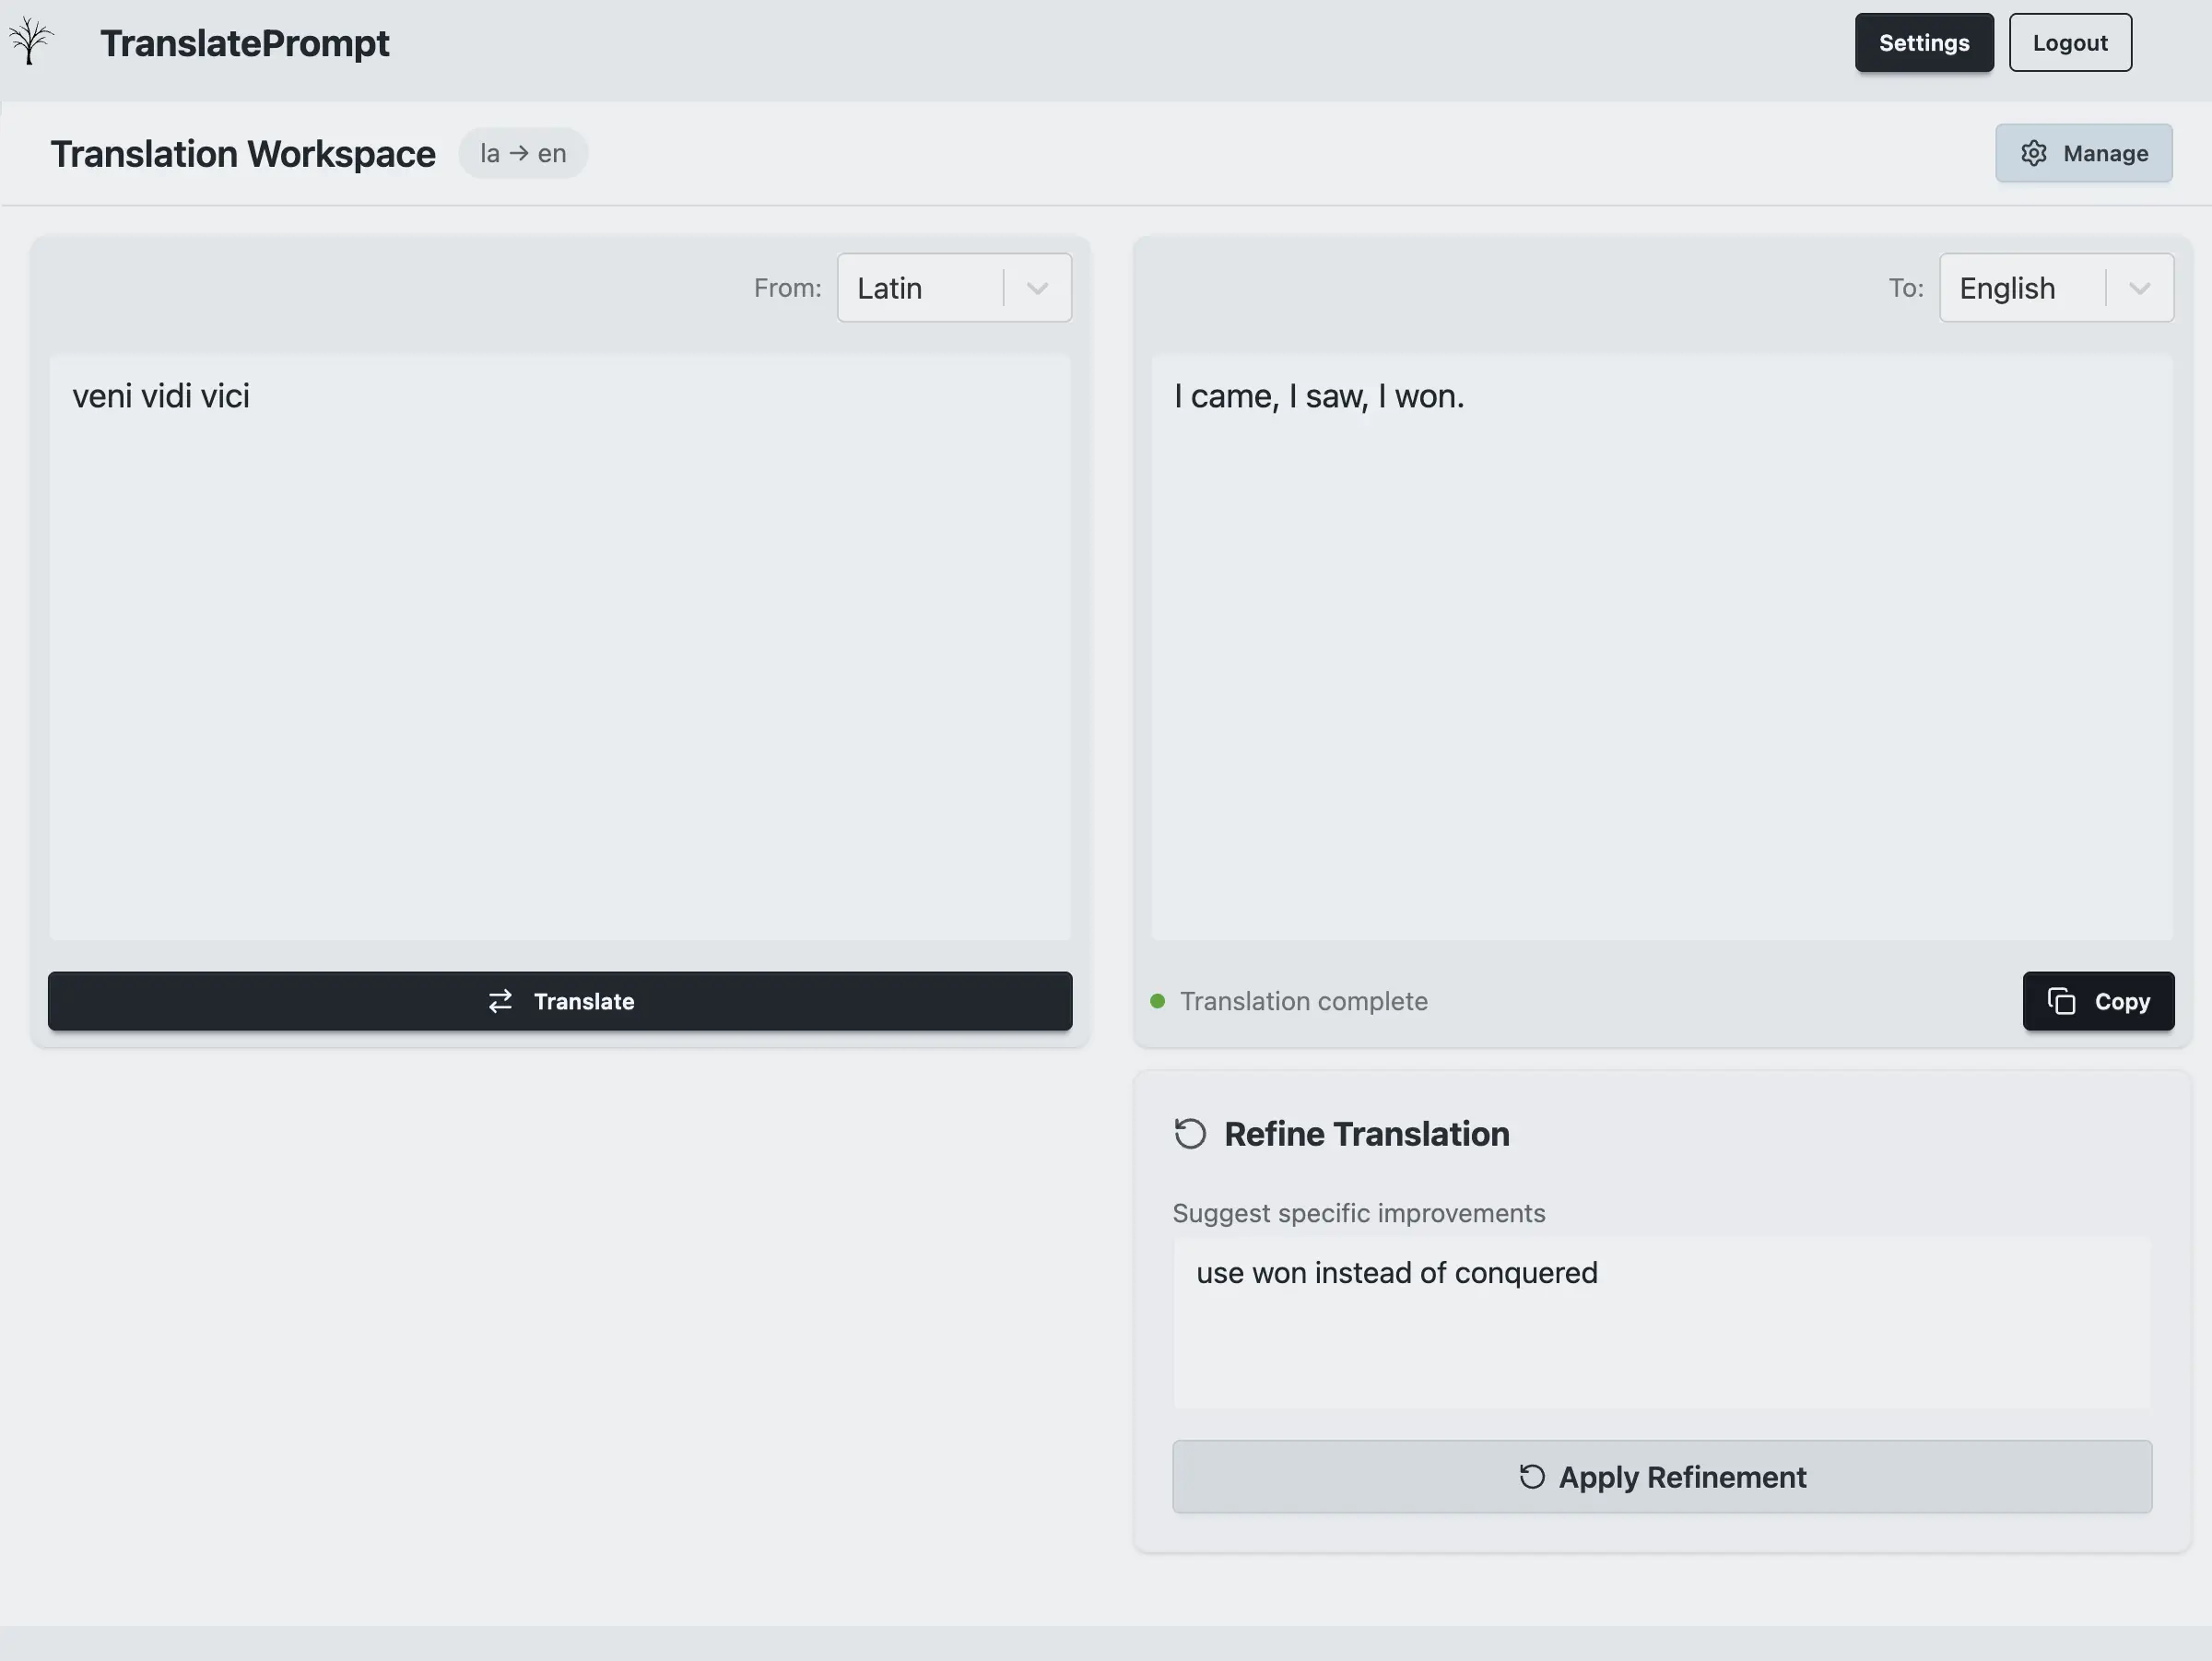 TranslatePrompt
Settings
Logout
Translation Workspace
la → en
Manage
From:
Latin
To:
English
veni vidi vici
I came, I saw, I won.
Translate
Translation complete
Copy
Refine Translation
Suggest specific improvements
use won instead of conquered
Apply Refinement